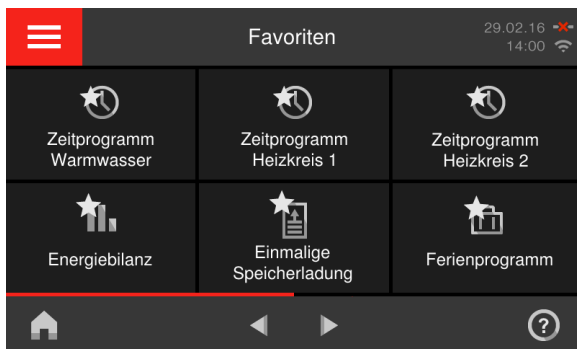 Favoriten
29.02.16
14:00
Zeitprogramm
Warmwasser
Zeitprogramm
Heizkreis 1
Zeitprogramm
Heizkreis 2
Energiebilanz
Einmalige
Speicherladung
Ferienprogramm
?